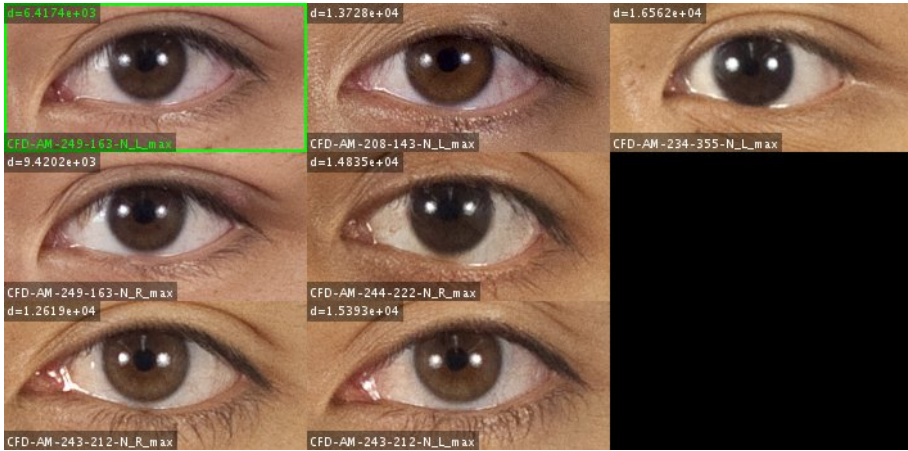 d=6.4174e+03
CFD-AM-249-163-N_L_max
d=1.3728e+04
CFD-AM-208-143-N_L_max
d=1.6562e+04
CFD-AM-234-355-N_L_max
d=9.4202e+03
CFD-AM-249-163-N_R_max
d=1.4835e+04
CFD-AM-244-222-N_R_max
d=1.2619e+04
CFD-AM-243-212-N_R_max
d=1.5393e+04
CFD-AM-243-212-N_L_max